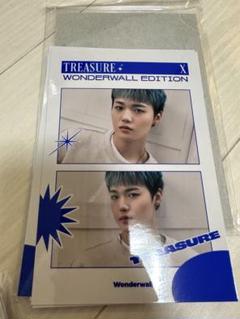 TREASURE X
WONDERWALL EDITION
TREASURE
Wonderwall